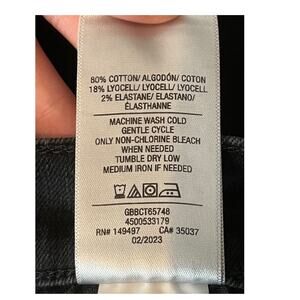 80% COTTON/ ALGODÓN/ COTON
18% LYOCELL/ LYOCELL/ LYOCELL
2% ELASTANE/ ELASTANO/
ÉLASTHANNE
MACHINE WASH COLD
GENTLE CYCLE
ONLY NON-CHLORINE BLEACH
WHEN NEEDED
TUMBLE DRY LOW
MEDIUM IRON IF NEEDED
GBBCT65748
4500533179
RN# 149497 CA# 35037
02/2023